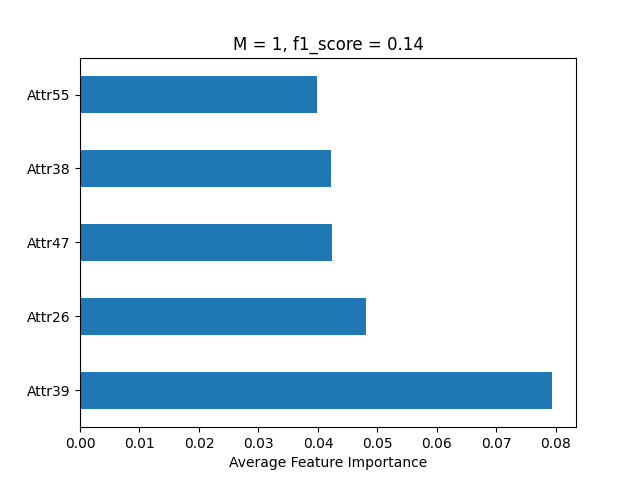 M = 1, f1_score = 0.14
Attr55
Attr38
Attr47
Attr26
Attr39
0.00 0.01 0.02 0.03 0.04 0.05 0.06 0.07 0.08
Average Feature Importance